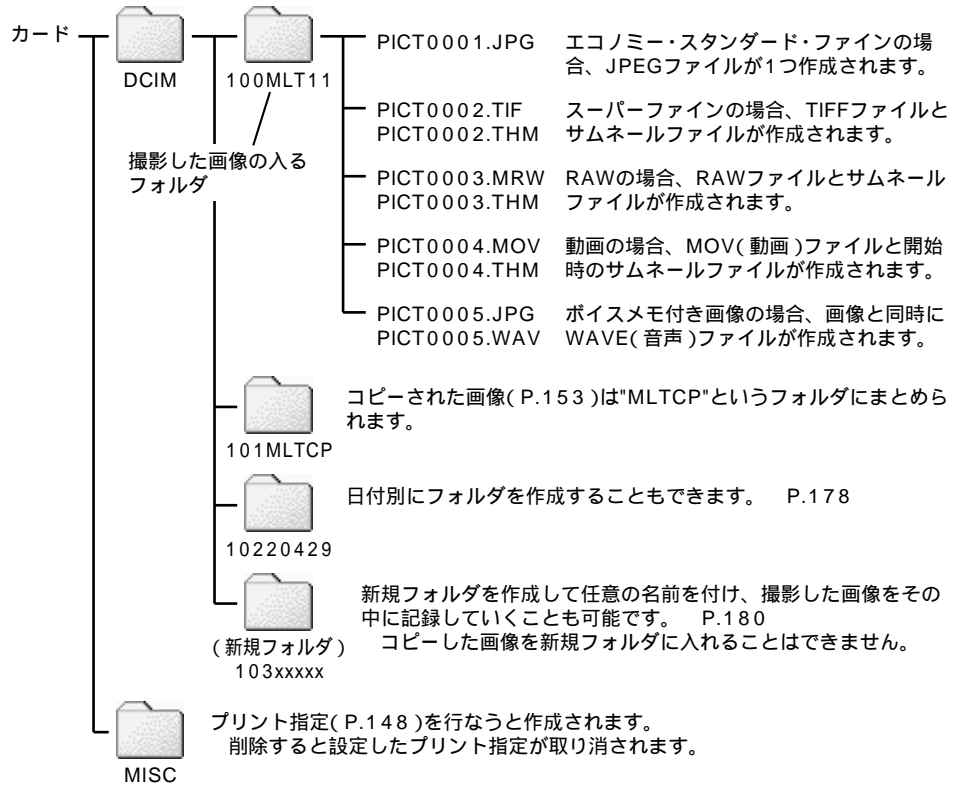 カード
DCIM
100MLT11
撮影した画像の入る
フォルダ
PICT0001.JPG エコノミー・スタンダード・ファインの場
合、JPEGファイルが1つ作成されます。
PICT0002.TIF スーパーファインの場合、TIFFファイルと
PICT0002.THM サムネールファイルが作成されます。
PICT0003.MRW RAWの場合、RAWファイルとサムネール
PICT0003.THM ファイルが作成されます。
PICT0004.MOV 動画の場合、MOV(動画)ファイルと開始
PICT0004.THM 時のサムネールファイルが作成されます。
PICT0005.JPG ボイスメモ付き画像の場合、画像と同時に
PICT0005.WAV WAVE(音声)ファイルが作成されます。
101MLTCP
コピーされた画像(P.153)は"MLTCP"というフォルダにまとめら
れます。
10220429
日付別にフォルダを作成することもできます。 P.178
(新規フォルダ)
103xxxxx
新規フォルダを作成して任意の名前を付け、撮影した画像をその
中に記録していくことも可能です。 P.180
コピーした画像を新規フォルダに入れることはできません。
MISC
プリント指定(P.148)を行なうと作成されます。
削除すると設定したプリント指定が取り消されます。